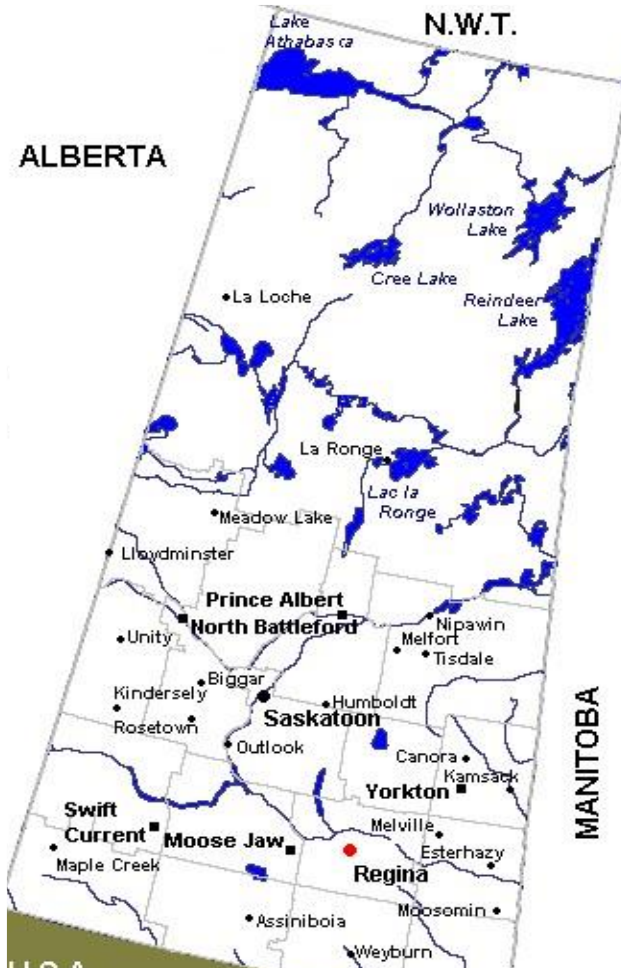 N.W.T.
Lake
Athabasca
ALBERTA
Wollaston
Lake
Cree Lake
Reindeer
Lake
La Loche
La Ronge
Lac la
Ronge
Meadow Lake
Lloydminster
Prince Albert
North Battleford
Nipawin
Melfort
Tisdale
Unity
Biggar
Kindersely
Rosetown
Saskatoon
Humboldt
MANITOBA
Outlook
Canora
Kamsack
Yorkton
Swift
Current
Moose Jaw
Melville
Esterhazy
Maple Creek
Regina
Assiniboia
Moosomin
Weyburn
U.S.A.